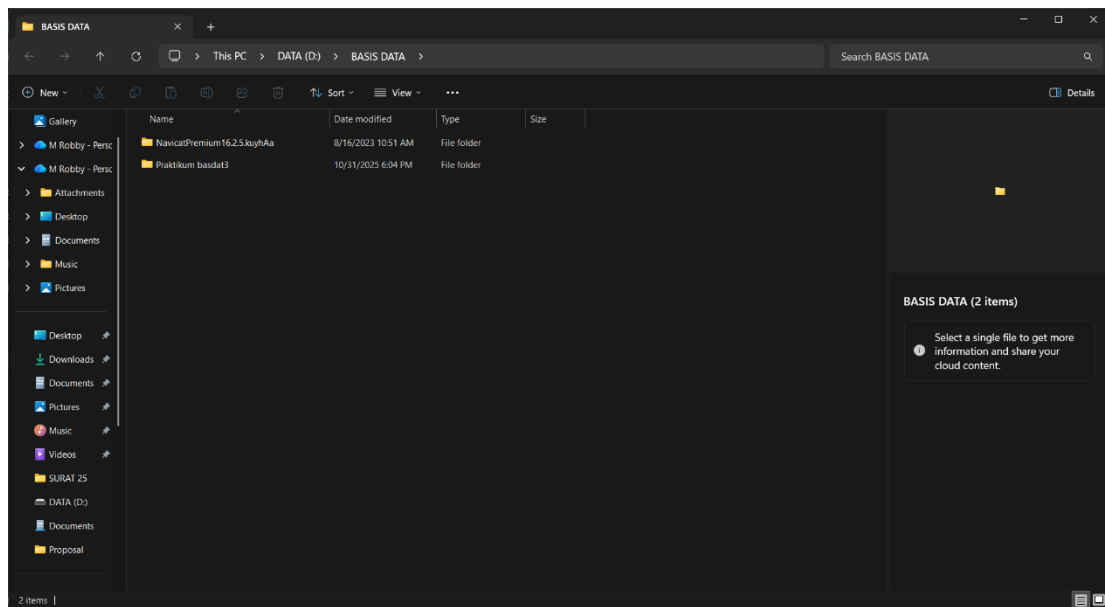 BASIS DATA
This PC > DATA (D:) > BASIS DATA >
Search BASIS DATA
New
Sort
View
Details
Gallery
M Robby - Persc
M Robby - Persc
Attachments
Desktop
Documents
Music
Pictures
Desktop
Downloads
Documents
Pictures
Music
Videos
SURAT 25
DATA (D:)
Documents
Proposal
Name Date modified Type Size
NavicatPremium16.2.5.kuyhAa 8/16/2023 10:51 AM File folder
Praktikum basdat3 10/31/2025 6:04 PM File folder
BASIS DATA (2 items)
Select a single file to get more
information and share your
cloud content.
2 items